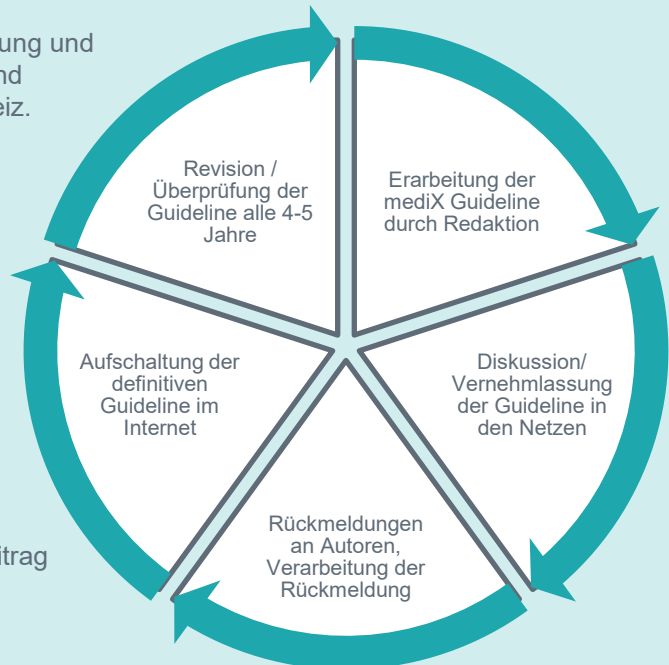 ung und
nd
eiz.
itrag
Revision /
Überprüfung der
Guideline alle 4-5
Jahre
Erarbeitung der
mediX Guideline
durch Redaktion
Diskussion/
Vernehmlassung
der Guideline in
den Netzen
Rückmeldungen
an Autoren,
Verarbeitung der
Rückmeldung
Aufschaltung der
definitiven
Guideline im
Internet